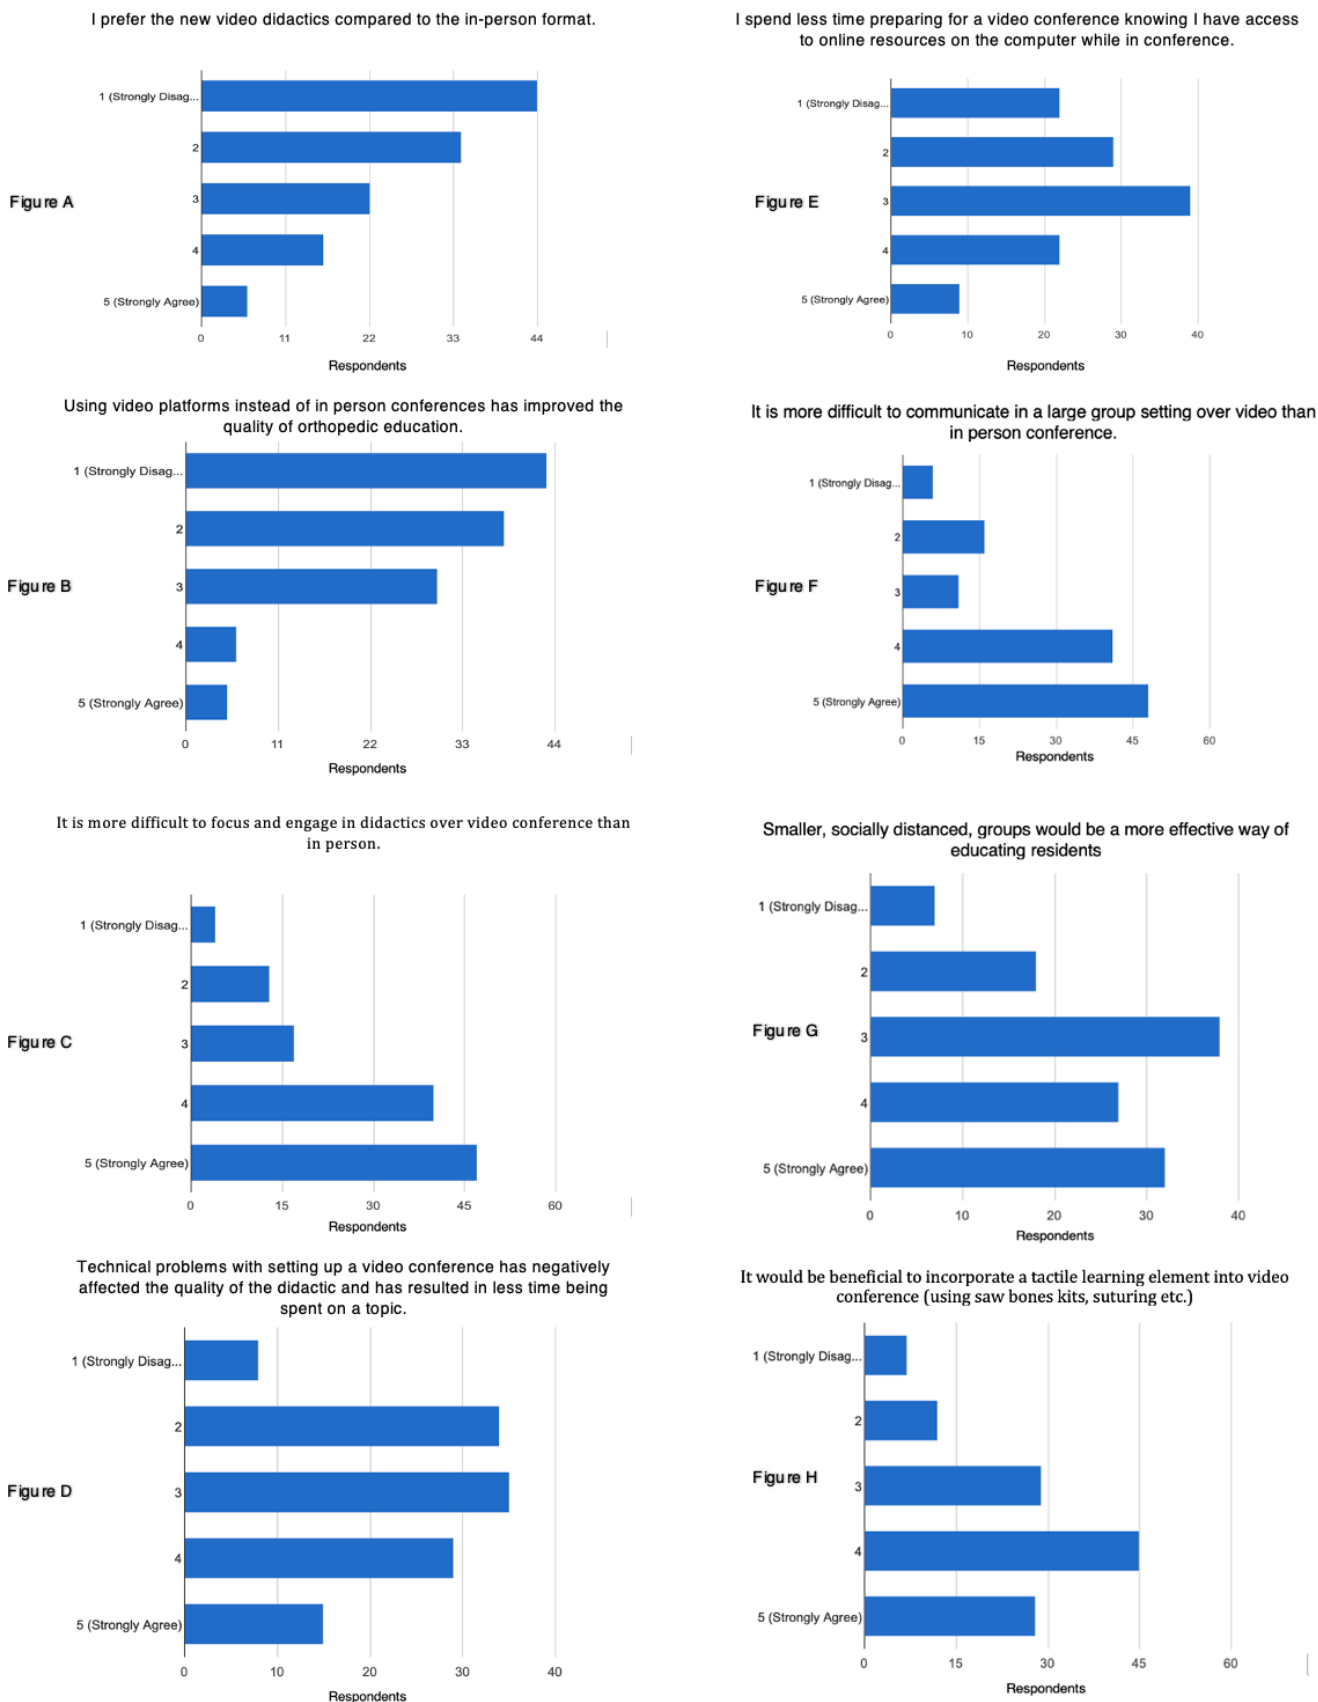 I prefer the new video didactics compared to the in-person format.
1 (Strongly Disag...
2
Figure A
3
4
5 (Strongly Agree)
0 11 22 33 44
Respondents
Using video platforms instead of in person conferences has improved the
quality of orthopedic education.
1 (Strongly Disag...
2
Figure B
3
4
5 (Strongly Agree)
0 11 22 33 44
Respondents
It is more difficult to focus and engage in didactics over video conference than
in person.
1 (Strongly Disag...
2
Figure C
3
4
5 (Strongly Agree)
0 15 30 45 60
Respondents
Technical problems with setting up a video conference has negatively
affected the quality of the didactic and has resulted in less time being
spent on a topic.
1 (Strongly Disag...
2
Figure D
3
4
5 (Strongly Agree)
0 10 20 30 40
Respondents
I spend less time preparing for a video conference knowing I have access
to online resources on the computer while in conference.
1 (Strongly Disag...
2
Figure E
3
4
5 (Strongly Agree)
0 10 20 30 40
Respondents
It is more difficult to communicate in a large group setting over video than
in person conference.
1 (Strongly Disag...
2
Figure F
3
4
5 (Strongly Agree)
0 15 30 45 60
Respondents
Smaller, socially distanced, groups would be a more effective way of
educating residents
1 (Strongly Disag...
2
Figure G
3
4
5 (Strongly Agree)
0 10 20 30 40
Respondents
It would be beneficial to incorporate a tactile learning element into video
conference (using saw bones kits, suturing etc.)
1 (Strongly Disag...
2
Figure H
3
4
5 (Strongly Agree)
0 15 30 45 60
Respondents